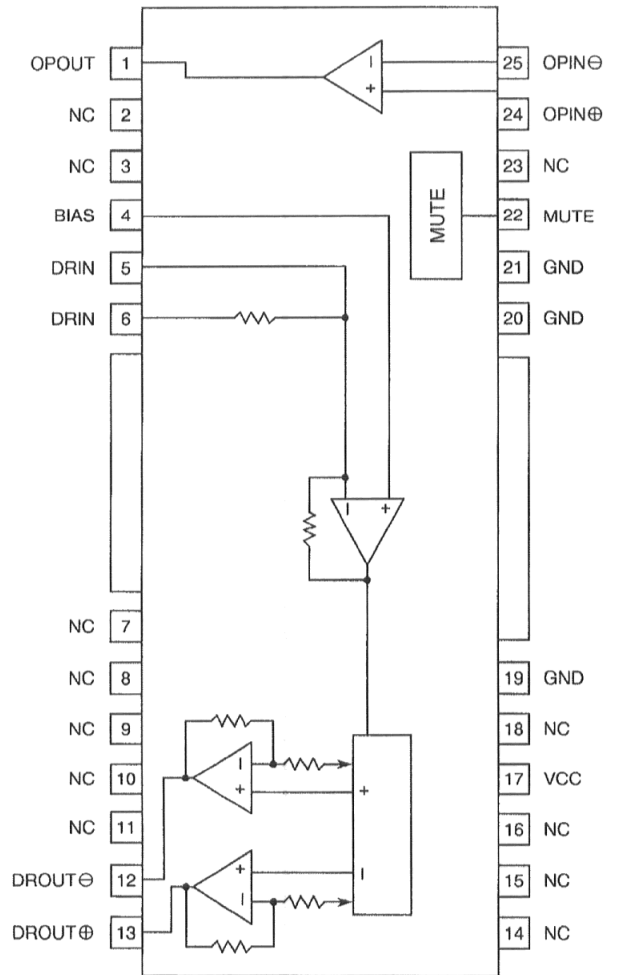 OPOUT 1
NC 2
NC 3
BIAS 4
DRIN 5
DRIN 6
NC 7
NC 8
NC 9
NC 10
NC 11
DROUT⊖ 12
DROUT⊕ 13
25 OPIN⊖
24 OPIN⊕
23 NC
22 MUTE
21 GND
20 GND
19 GND
18 NC
17 VCC
16 NC
15 NC
14 NC
MUTE
−
+
−
+
−
+
+
−
+
−